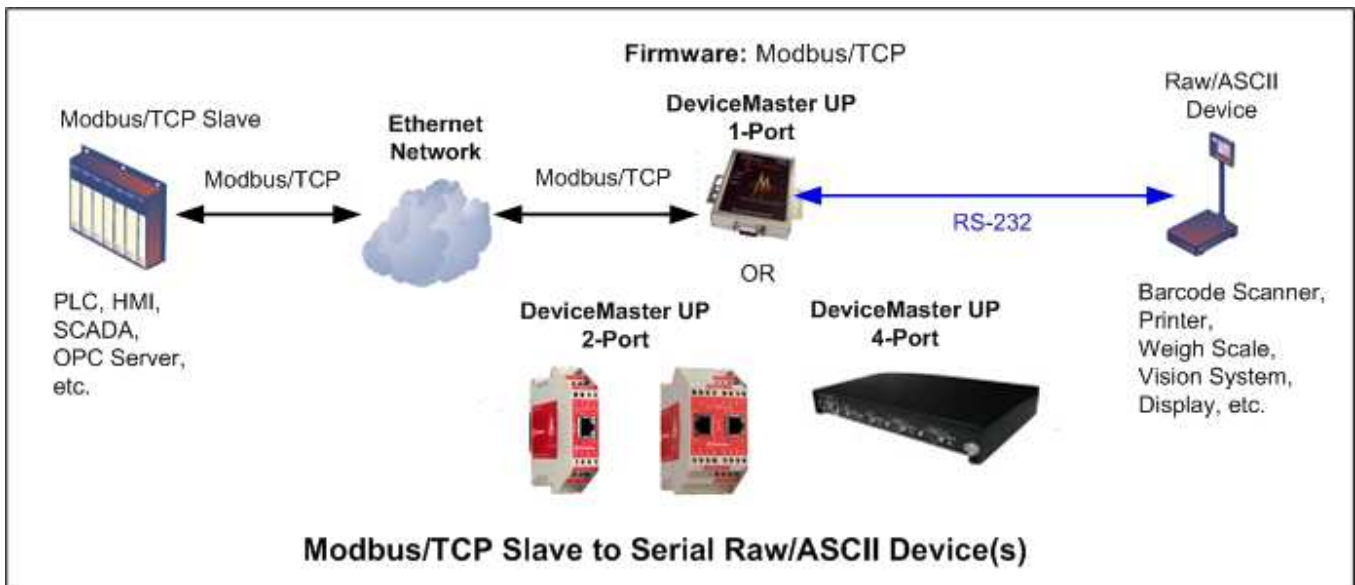 Firmware: Modbus/TCP
Modbus/TCP Slave
Ethernet
Network
DeviceMaster UP
1-Port
Raw/ASCII
Device
Modbus/TCP
Modbus/TCP
RS-232
PLC, HMI,
SCADA,
OPC Server,
etc.
OR
DeviceMaster UP
2-Port
DeviceMaster UP
4-Port
Barcode Scanner,
Printer,
Weigh Scale,
Vision System,
Display, etc.
Modbus/TCP Slave to Serial Raw/ASCII Device(s)